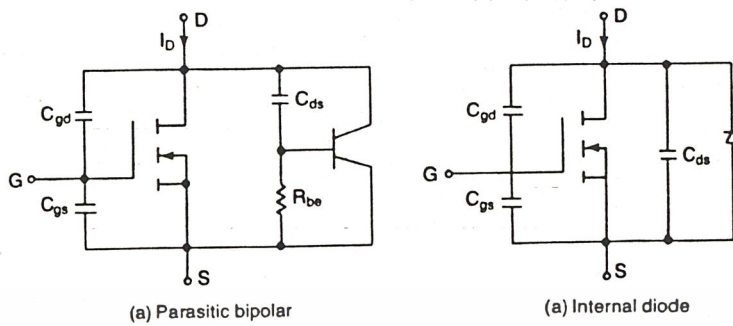 D
I_D
C_gd
C_ds
G
C_gs
R_be
S
(a) Parasitic bipolar
D
I_D
C_gd
C_ds
G
C_gs
S
(a) Internal diode